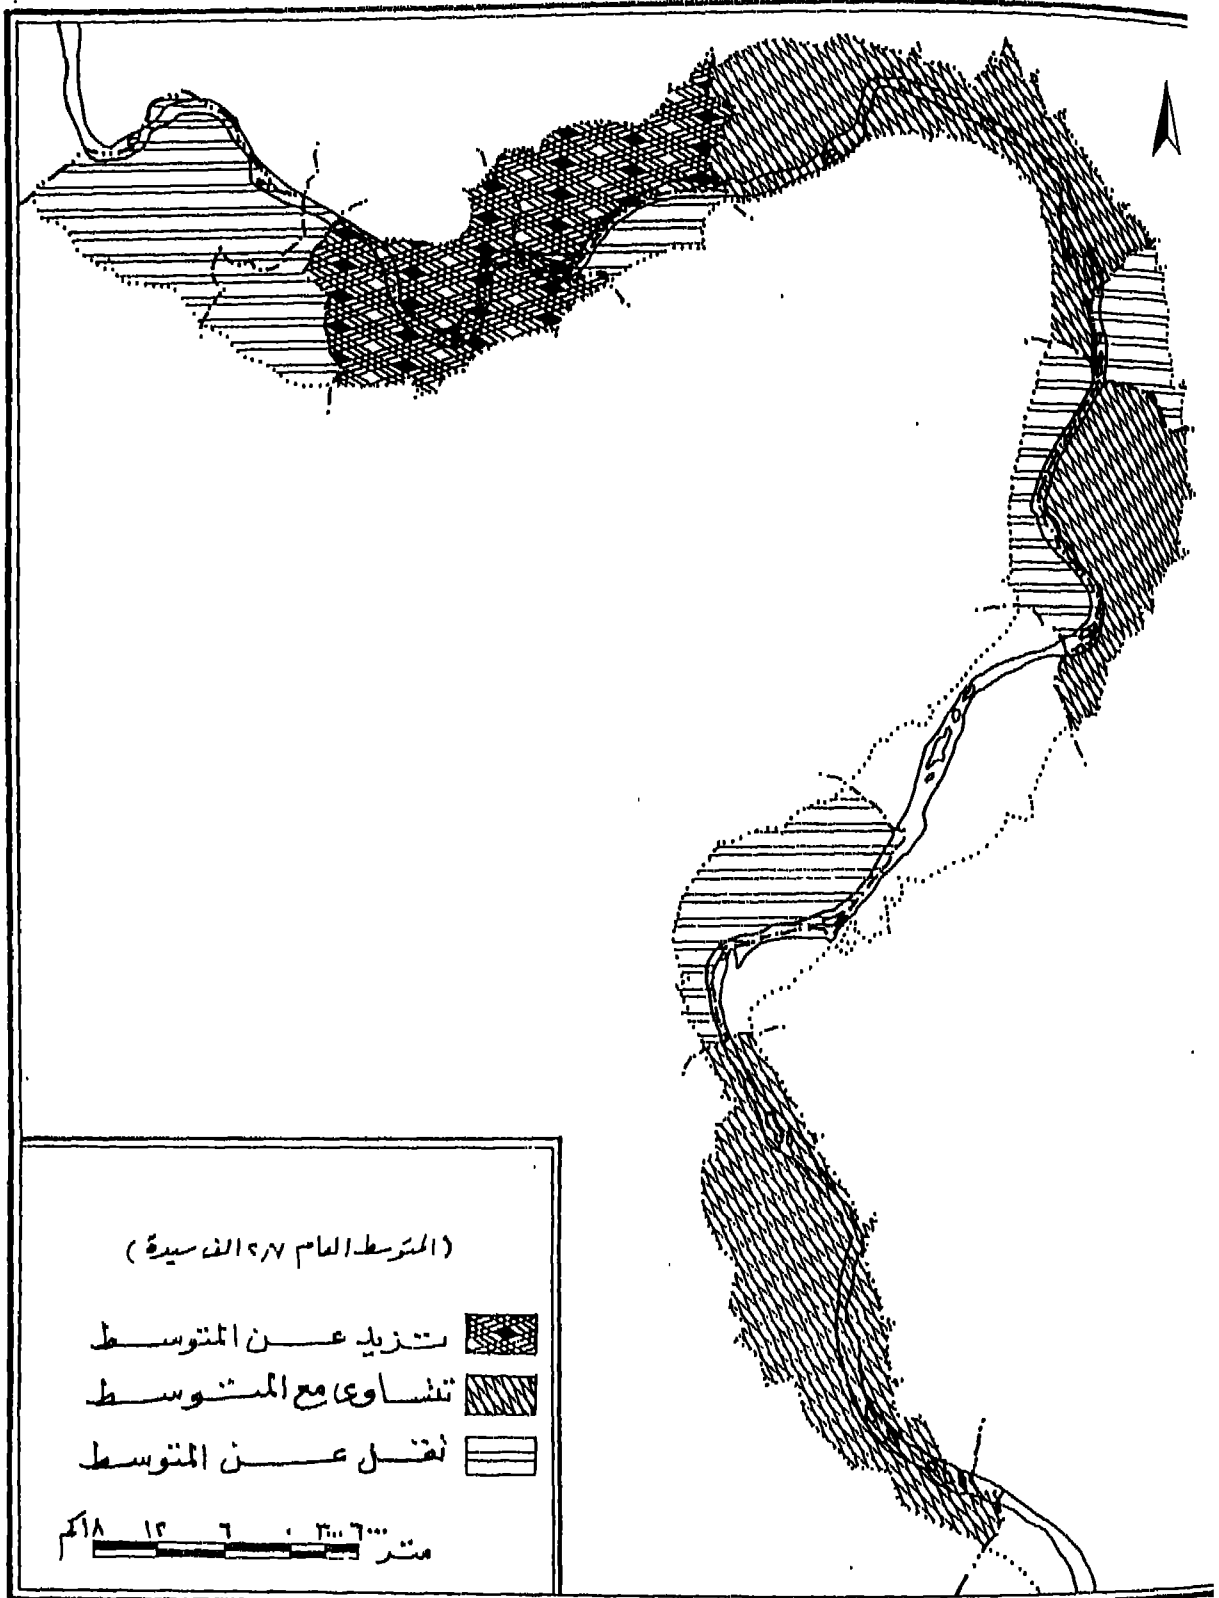 (المتوسط العام ٢٫٧ الف سيدة)
تزيد عن المتوسط
تتساوى مع المتوسط
تقل عن المتوسط
٦٠٠٠ ٣٠٠٠ ٠ ٦ ١٢ ١٨كم
متر